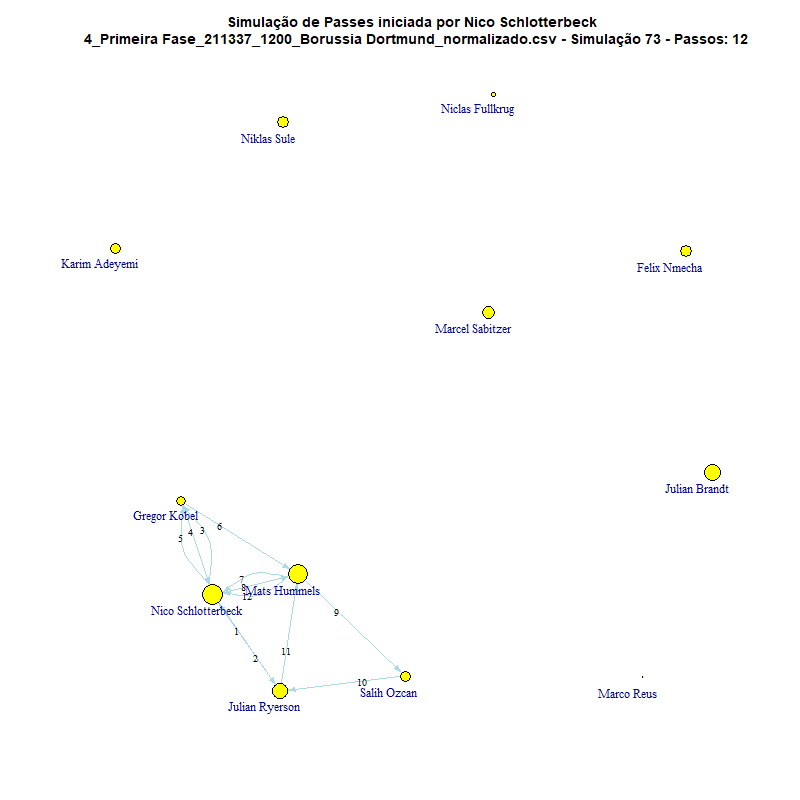 Simulação de Passes iniciada por Nico Schlotterbeck
4_Primeira Fase_211337_1200_Borussia Dortmund_normalizado.csv - Simulação 73 - Passos: 12
Niclas Fullkrug
Niklas Sule
Karim Adeyemi
Felix Nmecha
Marcel Sabitzer
Julian Brandt
Gregor Kobel
6
3
4
5
7
8
12
Mats Hummels
Nico Schlotterbeck
9
1
11
2
10
Salih Ozcan
Marco Reus
Julian Ryerson